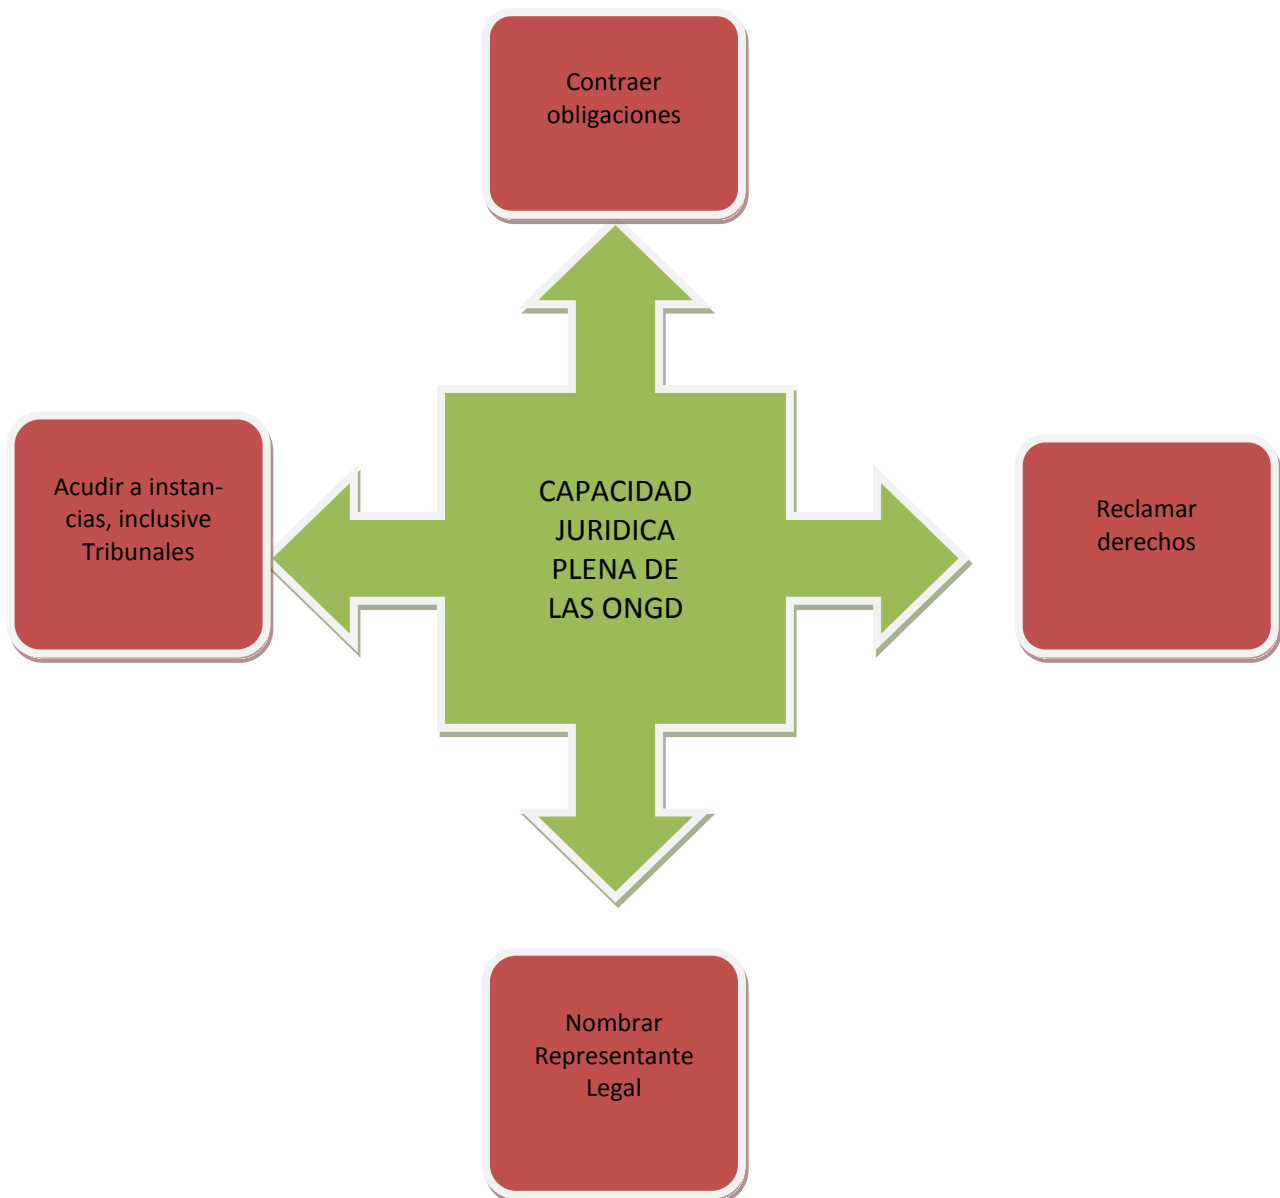 Contraer
obligaciones
Acudir a instan-
cias, inclusive
Tribunales
CAPACIDAD
JURIDICA
PLENA DE
LAS ONGD
Reclamar
derechos
Nombrar
Representante
Legal